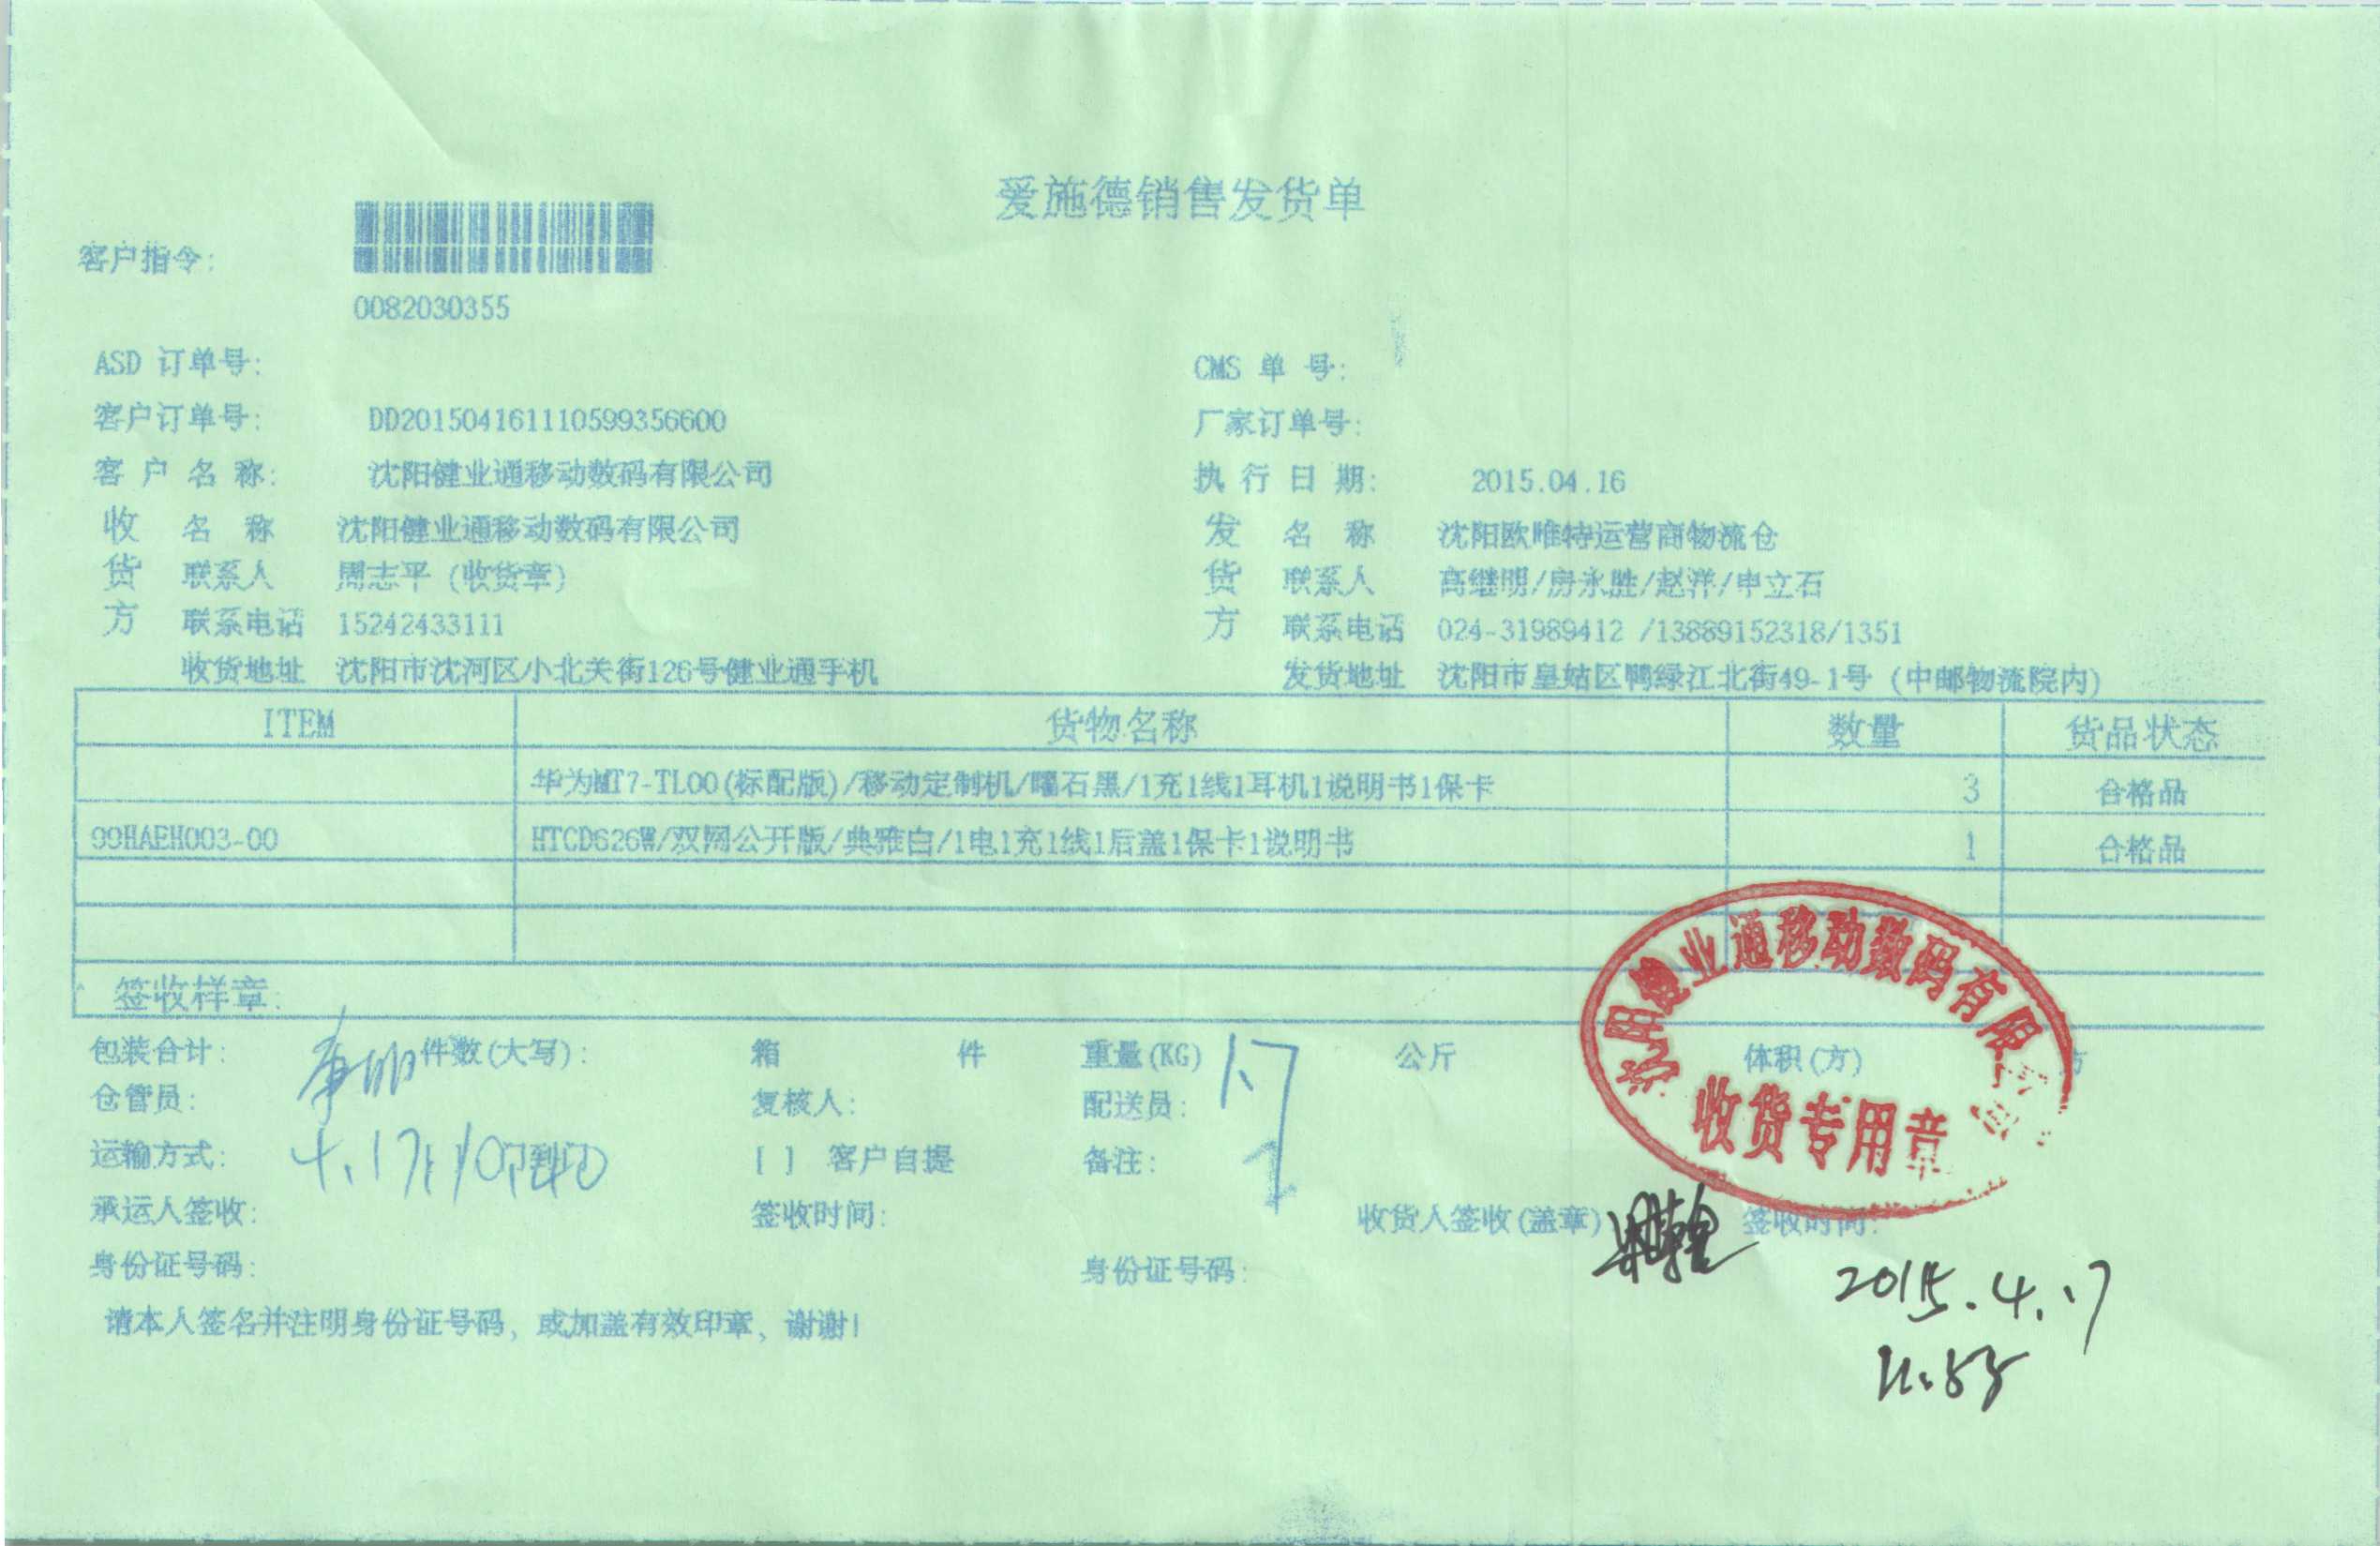 爱施德销售发货单
客户指令:
0082030355
ASD 订单号:
CMS 单 号:
客户订单号: DD201504161110599356600
厂家订单号:
客 户 名 称: 沈阳健业通移动数码有限公司
执 行 日 期: 2015.04.16
收货方
名 称 沈阳健业通移动数码有限公司
联系人 周志平 (收货章)
联系电话 15242433111
收货地址 沈阳市沈河区小北关街126号健业通手机
发货方
名 称 沈阳欧唯特运营商物流仓
联系人 高继明/房永胜/赵洋/申立石
联系电话 024-31989412 /13889152318/1351
发货地址 沈阳市皇姑区鸭绿江北街49-1号 (中邮物流院内)
ITEM 货物名称 数量 货品状态
华为MT7-TL00(标配版)/移动定制机/曜石黑/1充1线1耳机1说明书1保卡 3 合格品
99HAEH003-00 HTCD626W/双网公开版/典雅白/1电1充1线1后盖1保卡1说明书 1 合格品
签收样章:
包装合计: 件数(大写): 箱 件 重量(KG) 1.7 公斤 体积(方) 方
仓管员: 复核人: 配送员:
运输方式: [ ] 客户自提 备注:
承运人签收: 签收时间: 收货人签收(盖章) 签收时间:
身份证号码: 身份证号码:
请本人签名并注明身份证号码, 或加盖有效印章, 谢谢!
沈阳健业通移动数码有限公司
收货专用章
2015.4.17